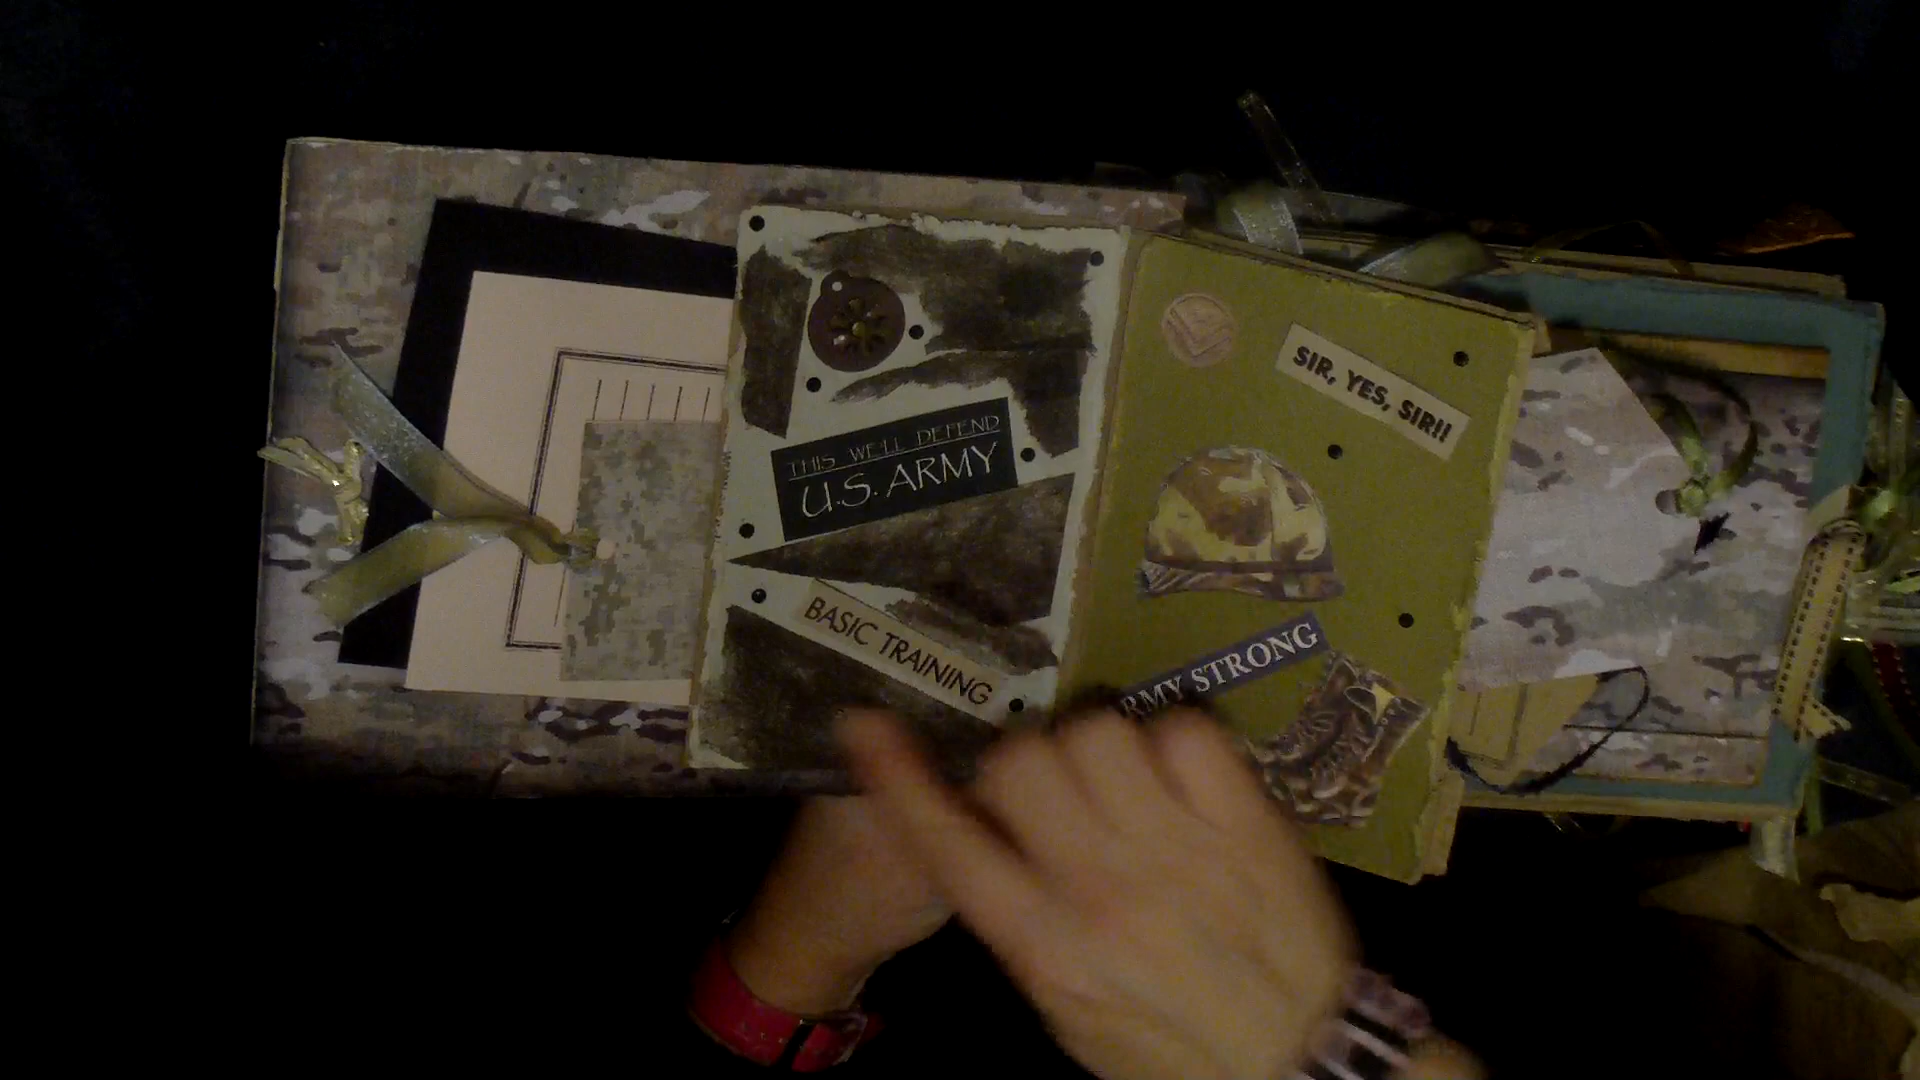 THIS WE'LL DEFEND
U.S. ARMY
BASIC TRAINING
SIR, YES, SIR!!
RMY STRONG